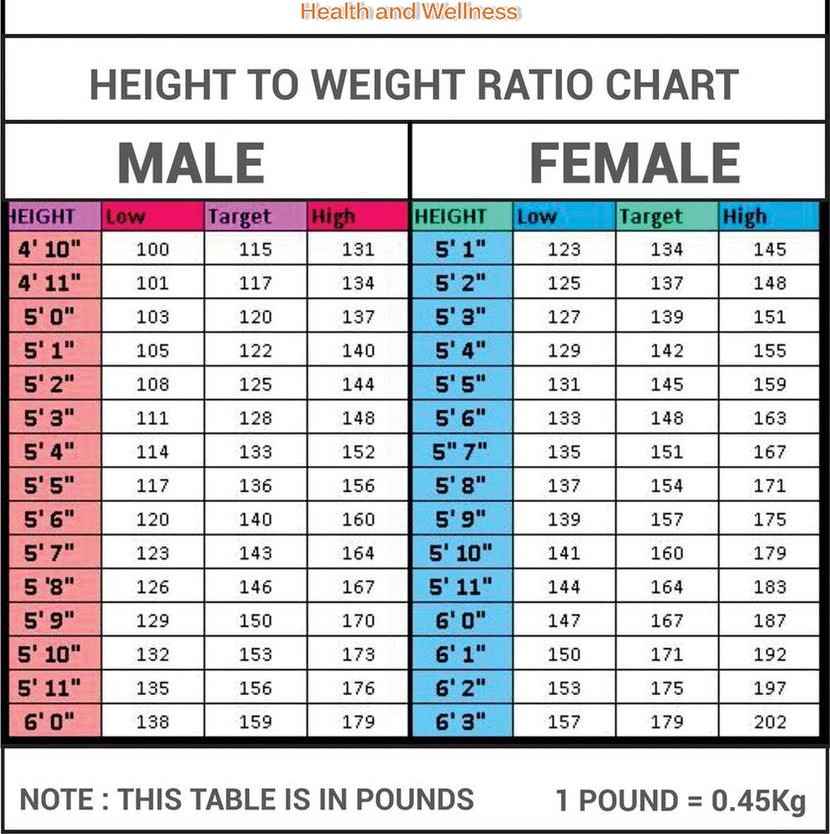 Health and Wellness
HEIGHT TO WEIGHT RATIO CHART
MALE FEMALE
HEIGHT Low Target High HEIGHT Low Target High
4' 10" 100 115 131 5' 1" 123 134 145
4' 11" 101 117 134 5' 2" 125 137 148
5' 0" 103 120 137 5' 3" 127 139 151
5' 1" 105 122 140 5' 4" 129 142 155
5' 2" 108 125 144 5' 5" 131 145 159
5' 3" 111 128 148 5' 6" 133 148 163
5' 4" 114 133 152 5" 7" 135 151 167
5' 5" 117 136 156 5' 8" 137 154 171
5' 6" 120 140 160 5' 9" 139 157 175
5' 7" 123 143 164 5' 10" 141 160 179
5 '8" 126 146 167 5' 11" 144 164 183
5' 9" 129 150 170 6' 0" 147 167 187
5' 10" 132 153 173 6' 1" 150 171 192
5' 11" 135 156 176 6' 2" 153 175 197
6' 0" 138 159 179 6' 3" 157 179 202
NOTE : THIS TABLE IS IN POUNDS 1 POUND = 0.45Kg